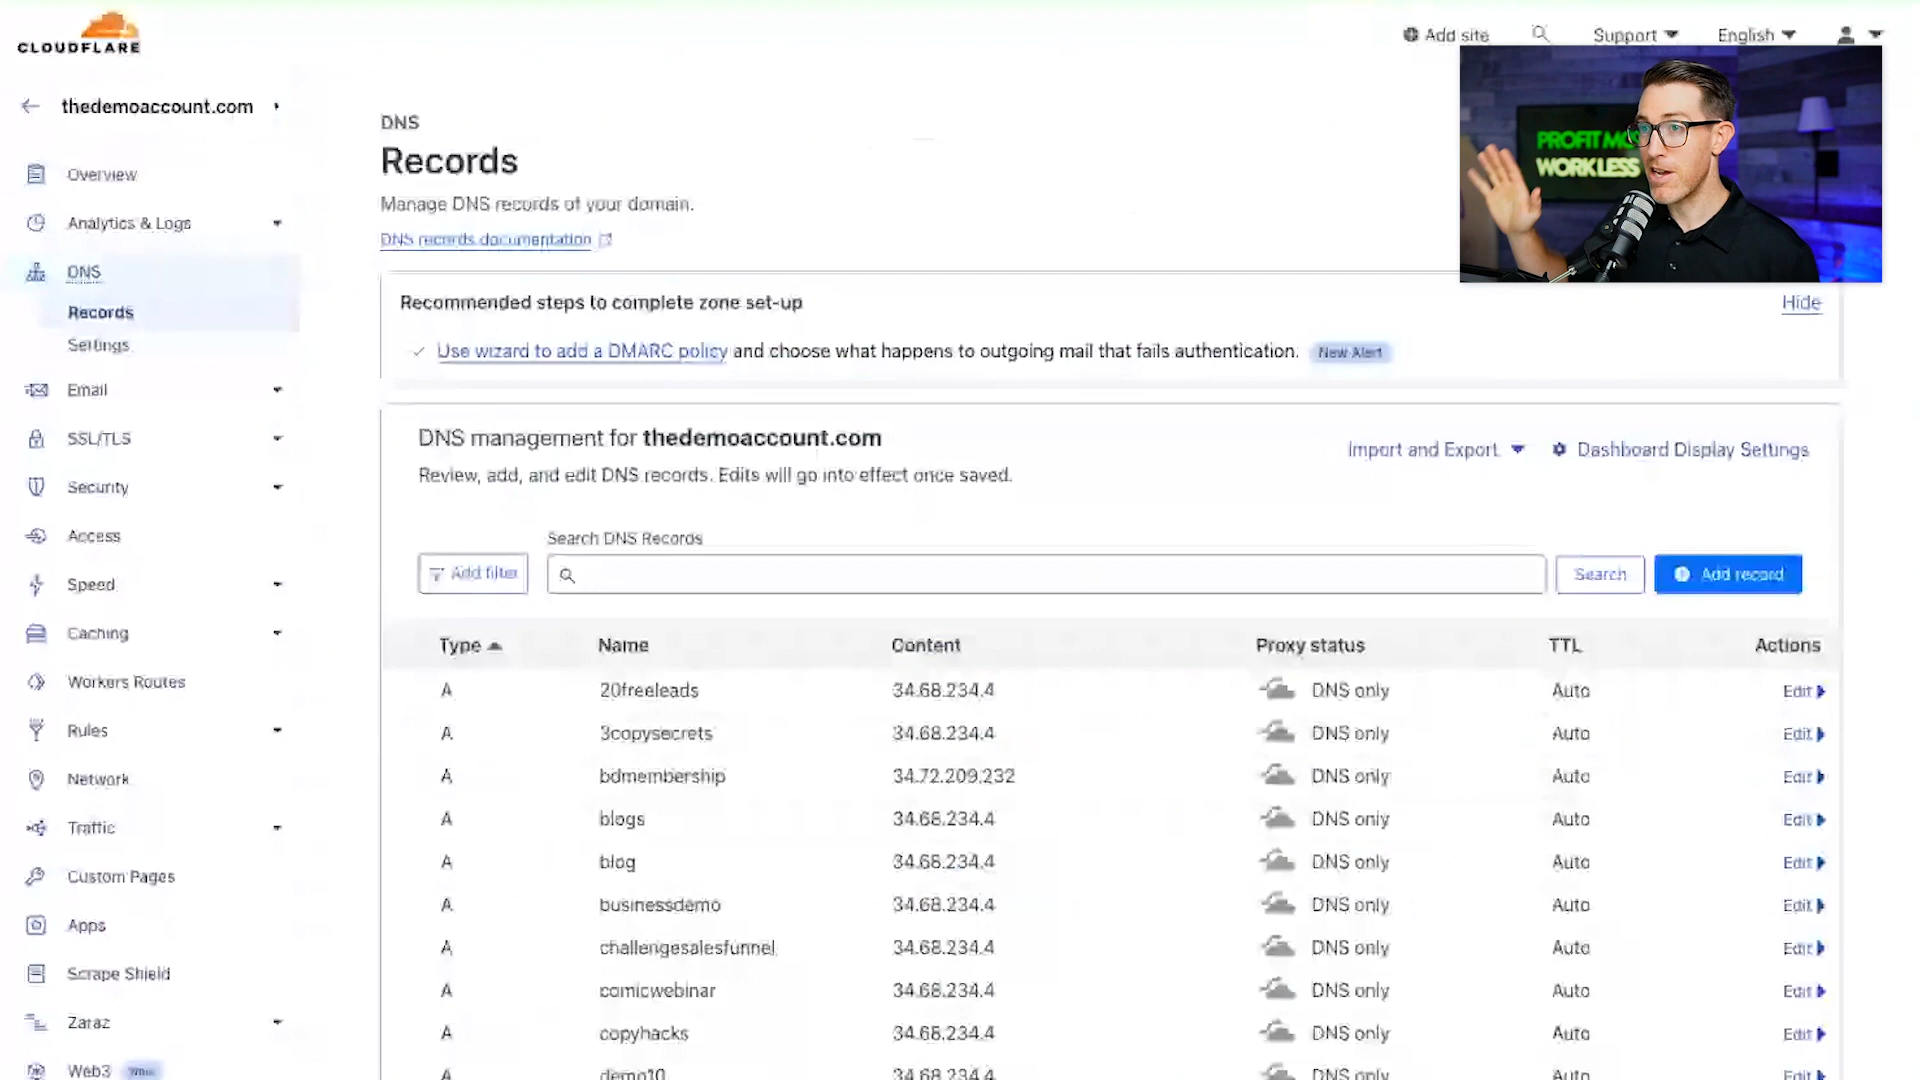 CLOUDFLARE
Add site
Support
English
thedemoaccount.com
Overview
Analytics & Logs
DNS
Records
Settings
Email
SSL/TLS
Security
Access
Speed
Caching
Workers Routes
Rules
Network
Traffic
Custom Pages
Apps
Scrape Shield
Zaraz
Web3
DNS
Records
Manage DNS records of your domain.
DNS records documentation
PROFIT MO
WORK LESS
Recommended steps to complete zone set-up
Hide
Use wizard to add a DMARC policy and choose what happens to outgoing mail that fails authentication. New Alert
DNS management for thedemoaccount.com
Import and Export
Dashboard Display Settings
Review, add, and edit DNS records. Edits will go into effect once saved.
Search DNS Records
Add filter
Search
Add record
Type Name Content Proxy status TTL Actions
A 20freeleads 34.68.234.4 DNS only Auto Edit
A 3copysecrets 34.68.234.4 DNS only Auto Edit
A bdmembership 34.72.209.232 DNS only Auto Edit
A blogs 34.68.234.4 DNS only Auto Edit
A blog 34.68.234.4 DNS only Auto Edit
A businessdemo 34.68.234.4 DNS only Auto Edit
A challengesalesfunnel 34.68.234.4 DNS only Auto Edit
A comicwebinar 34.68.234.4 DNS only Auto Edit
A copyhacks 34.68.234.4 DNS only Auto Edit
A demo10 34.68.234.4 DNS only Auto Edit